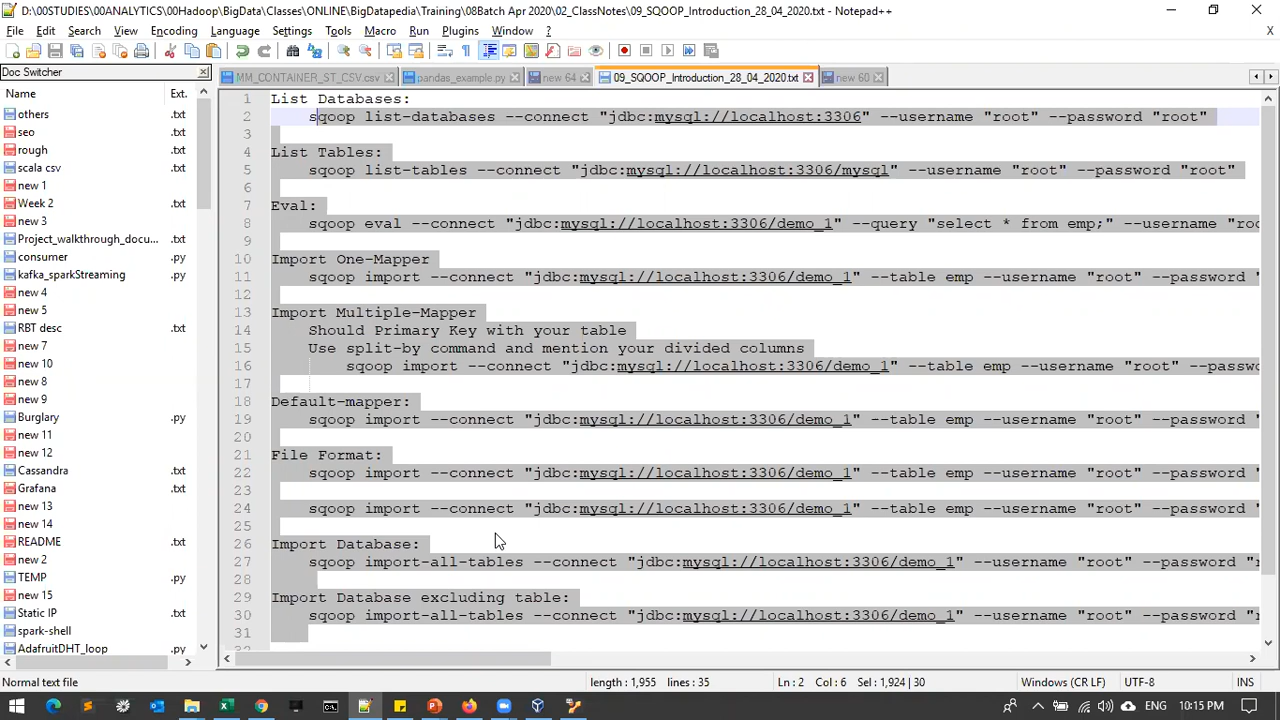 D:\00STUDIES\00ANALYTICS\00Hadoop\BigData\Classes\ONLINE\BigDatapedia\Training\08Batch Apr 2020\02_ClassNotes\09_SQOOP_Introduction_28_04_2020.txt - Notepad++
File Edit Search View Encoding Language Settings Tools Macro Run Plugins Window ? X
Doc Switcher
MM_CONTAINER_ST_CSV.csv pandas_example.py new 64 09_SQOOP_Introduction_28_04_2020.txt new 60
Name Ext.
others .txt
seo .txt
rough .txt
scala csv .txt
new 1
Week 2 .txt
new 3
Project_walkthrough_docu... .txt
consumer .py
kafka_sparkStreaming .py
new 4
new 5
RBT desc .txt
new 7
new 10
new 8
new 9
Burglary .py
new 11
new 12
Cassandra .txt
Grafana .txt
new 13
new 14
README .txt
new 2
TEMP .py
new 15
Static IP .txt
spark-shell .txt
AdafruitDHT_loop .py
1 List Databases:
2 sqoop list-databases --connect "jdbc:mysql://localhost:3306" --username "root" --password "root"
3
4 List Tables:
5 sqoop list-tables --connect "jdbc:mysql://localhost:3306/mysql" --username "root" --password "root"
6
7 Eval:
8 sqoop eval --connect "jdbc:mysql://localhost:3306/demo_1" --query "select * from emp;" --username "roo
9
10 Import One-Mapper
11 sqoop import --connect "jdbc:mysql://localhost:3306/demo_1" --table emp --username "root" --password "
12
13 Import Multiple-Mapper
14 Should Primary Key with your table
15 Use split-by command and mention your divided columns
16 sqoop import --connect "jdbc:mysql://localhost:3306/demo_1" --table emp --username "root" --passwo
17
18 Default-mapper:
19 sqoop import --connect "jdbc:mysql://localhost:3306/demo_1" --table emp --username "root" --password "
20
21 File Format:
22 sqoop import --connect "jdbc:mysql://localhost:3306/demo_1" --table emp --username "root" --password "
23
24 sqoop import --connect "jdbc:mysql://localhost:3306/demo_1" --table emp --username "root" --password "
25
26 Import Database:
27 sqoop import-all-tables --connect "jdbc:mysql://localhost:3306/demo_1" --username "root" --password "r
28
29 Import Database excluding table:
30 sqoop import-all-tables --connect "jdbc:mysql://localhost:3306/demo_1" --username "root" --password "r
31
Normal text file length : 1,955 lines : 35 Ln : 2 Col : 6 Sel : 1,924 | 30 Windows (CR LF) UTF-8 INS
ENG 10:15 PM